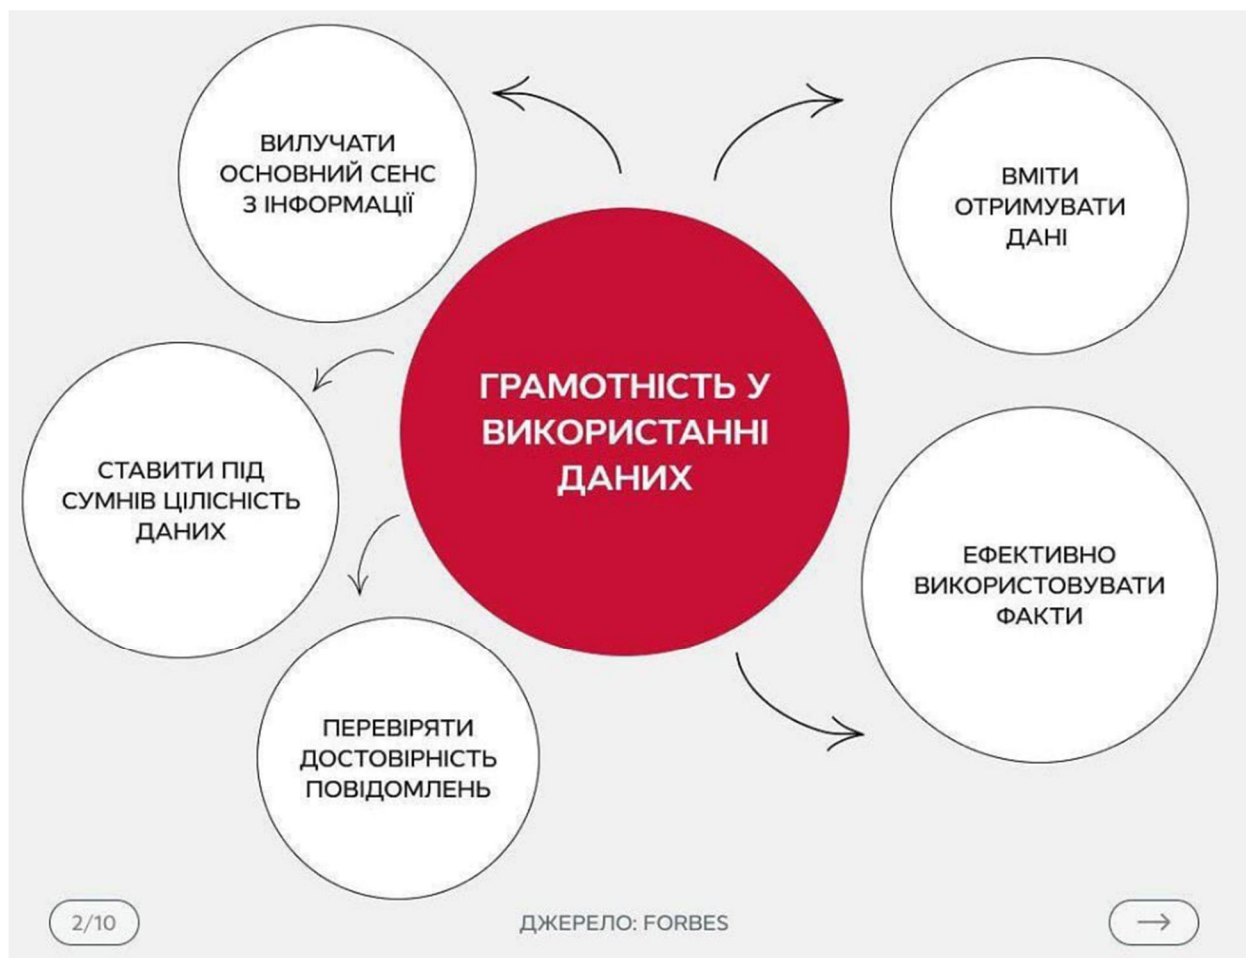 ВИЛУЧАТИ
ОСНОВНИЙ СЕНС
З ІНФОРМАЦІЇ
ВМІТИ
ОТРИМУВАТИ
ДАНІ
ГРАМОТНІСТЬ У
ВИКОРИСТАННІ
ДАНИХ
СТАВИТИ ПІД
СУМНІВ ЦІЛІСНІСТЬ
ДАНИХ
ЕФЕКТИВНО
ВИКОРИСТОВУВАТИ
ФАКТИ
ПЕРЕВІРЯТИ
ДОСТОВІРНІСТЬ
ПОВІДОМЛЕНЬ
2/10
ДЖЕРЕЛО: FORBES